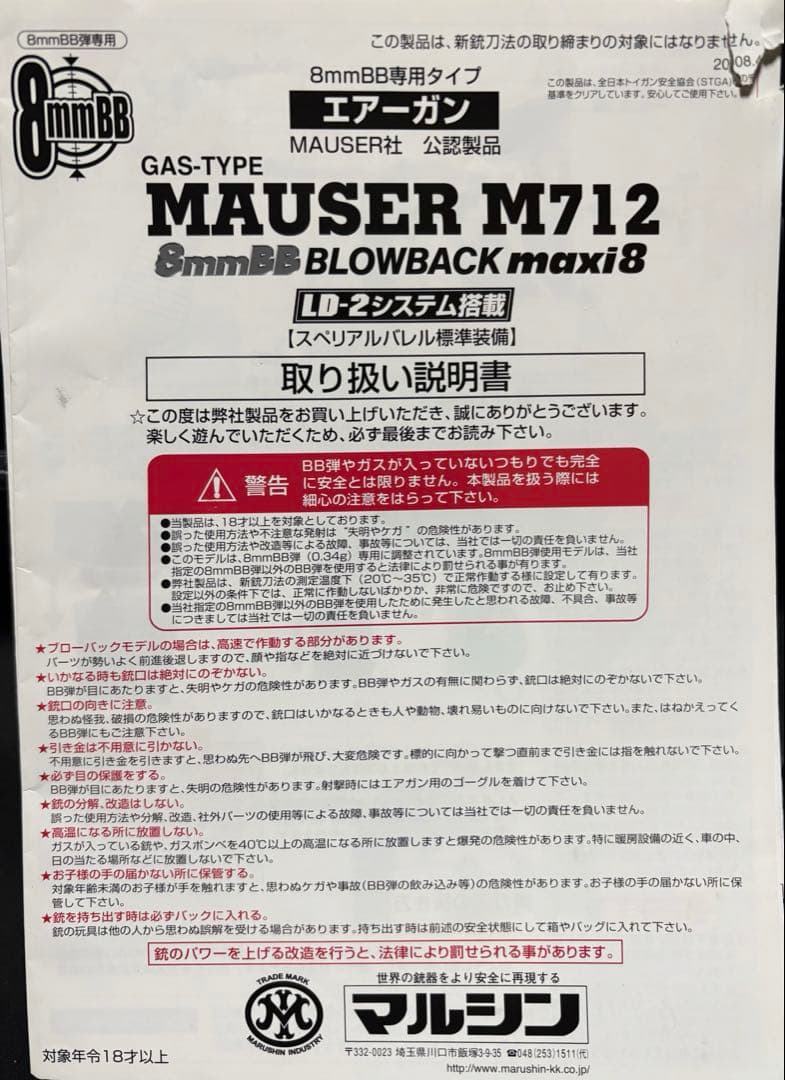 8mmBB弾専用
この製品は、新銃刀法の取り締まりの対象にはなりません。
8mmBB
8mmBB専用タイプ
2008.4
エアーガン
この製品は、全日本トイガン安全協会(STGA)
基準をクリアしています。安心してご使用下さい。
MAUSER社 公認製品
GAS-TYPE
MAUSER M712
8mmBB BLOWBACK maxi8
LD-2システム搭載
【スペリアルバレル標準装備】
取り扱い説明書
☆この度は弊社製品をお買い上げいただき、誠にありがとうございます。
楽しく遊んでいただくため、必ず最後までお読み下さい。
警告
BB弾やガスが入っていないつもりでも完全
に安全とは限りません。本製品を扱う際には
細心の注意をはらって下さい。
●当製品は、18才以上を対象としております。
●誤った使用方法や不注意な発射は"失明やケガ"の危険性があります。
●誤った使用方法や改造等による故障、事故等については、当社では一切の責任を負いません。
●このモデルは、8mmBB弾(0.34g)専用に調整されています。8mmBB弾使用モデルは、当社
指定の8mmBB弾以外のBB弾を使用すると法律により罰せられる事が有ります。
●弊社製品は、新銃刀法の測定温度下(20℃〜35℃)で正常作動する様に設定して有ります。
設定以外の条件下では、正常に作動しないばかりか、非常に危険ですので、お止め下さい。
●当社指定の8mmBB弾以外のBB弾を使用したために発生したと思われる故障、不具合、事故等
につきましては当社では一切の責任を負いません。
★ブローバックモデルの場合は、高速で作動する部分があります。
パーツが勢いよく前進後退しますので、顔や指などを絶対に近づけないで下さい。
★いかなる時も銃口は絶対にのぞかない。
BB弾が目にあたりますと、失明やケガの危険性があります。BB弾やガスの有無に関わらず、銃口は絶対にのぞかないで下さい。
★銃口の向きに注意。
思わぬ怪我、破損の危険性がありますので、銃口はいかなるときも人や動物、壊れ易いものに向けないで下さい。また、はねかえってく
るBB弾にもご注意下さい。
★引き金は不用意に引かない。
不用意に引き金を引きますと、思わぬ先へBB弾が飛び、大変危険です。標的に向かって撃つ直前まで引き金には指を触れないで下さい。
★必ず目の保護をする。
BB弾が目にあたりますと、失明の危険性があります。射撃時にはエアガン用のゴーグルを着けて下さい。
★銃の分解、改造はしない。
誤った使用方法や分解、改造、社外パーツの使用等による故障、事故等については当社では一切の責任を負いません。
★高温になる所に放置しない。
ガスが入っている銃や、ガスボンベを40℃以上の高温になる所に放置しますと爆発の危険性があります。特に暖房設備の近く、車の中、
日の当たる場所などに放置しないで下さい。
★お子様の手の届かない所に保管する。
対象年齢未満のお子様が手を触れますと、思わぬケガや事故(BB弾の飲み込み等)の危険性があります。お子様の手の届かない所に保
管して下さい。
★銃を持ち出す時は必ずバックに入れる。
銃の玩具は他の人から思わぬ誤解を受ける場合があります。持ち出す時は前述の安全状態にして箱やバッグに入れて下さい。
銃のパワーを上げる改造を行うと、法律により罰せられる事があります。
TRADE MARK
M
MARUSHIN INDUSTRY
世界の銃器をより安全に再現する
マルシン
〒332-0023 埼玉県川口市飯塚3-9-35 ☎048(253)1511(代)
http://www.marushin-kk.co.jp/
対象年令18才以上